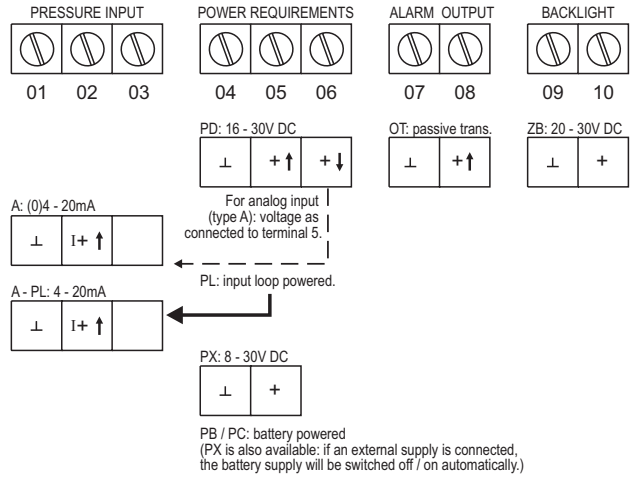 PRESSURE INPUT
POWER REQUIREMENTS
ALARM OUTPUT
BACKLIGHT
01 02 03
04 05 06
07 08
09 10
PD: 16 - 30V DC
OT: passive trans.
ZB: 20 - 30V DC
⊥ +↑ +↓
⊥ +↑
⊥ +
For analog input
(type A): voltage as
connected to terminal 5.
A: (0)4 - 20mA
⊥ I+ ↑
PL: input loop powered.
A - PL: 4 - 20mA
⊥ I+ ↑
PX: 8 - 30V DC
⊥ +
PB / PC: battery powered
(PX is also available: if an external supply is connected,
the battery supply will be switched off / on automatically.)